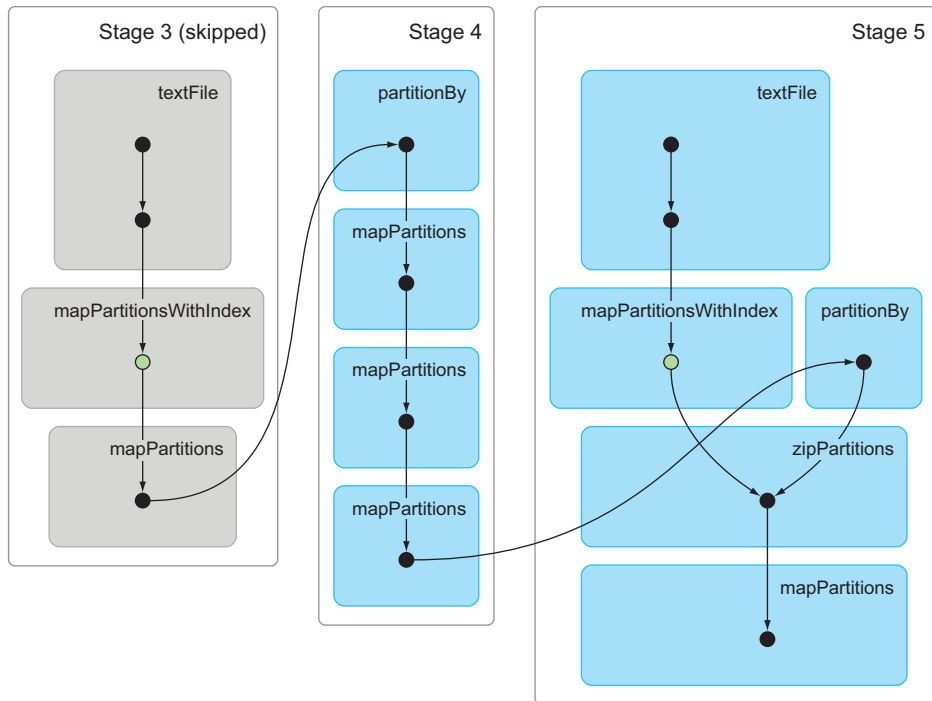 Stage 3 (skipped)
textFile
mapPartitionsWithIndex
mapPartitions
Stage 4
partitionBy
mapPartitions
mapPartitions
mapPartitions
Stage 5
textFile
mapPartitionsWithIndex
partitionBy
zipPartitions
mapPartitions